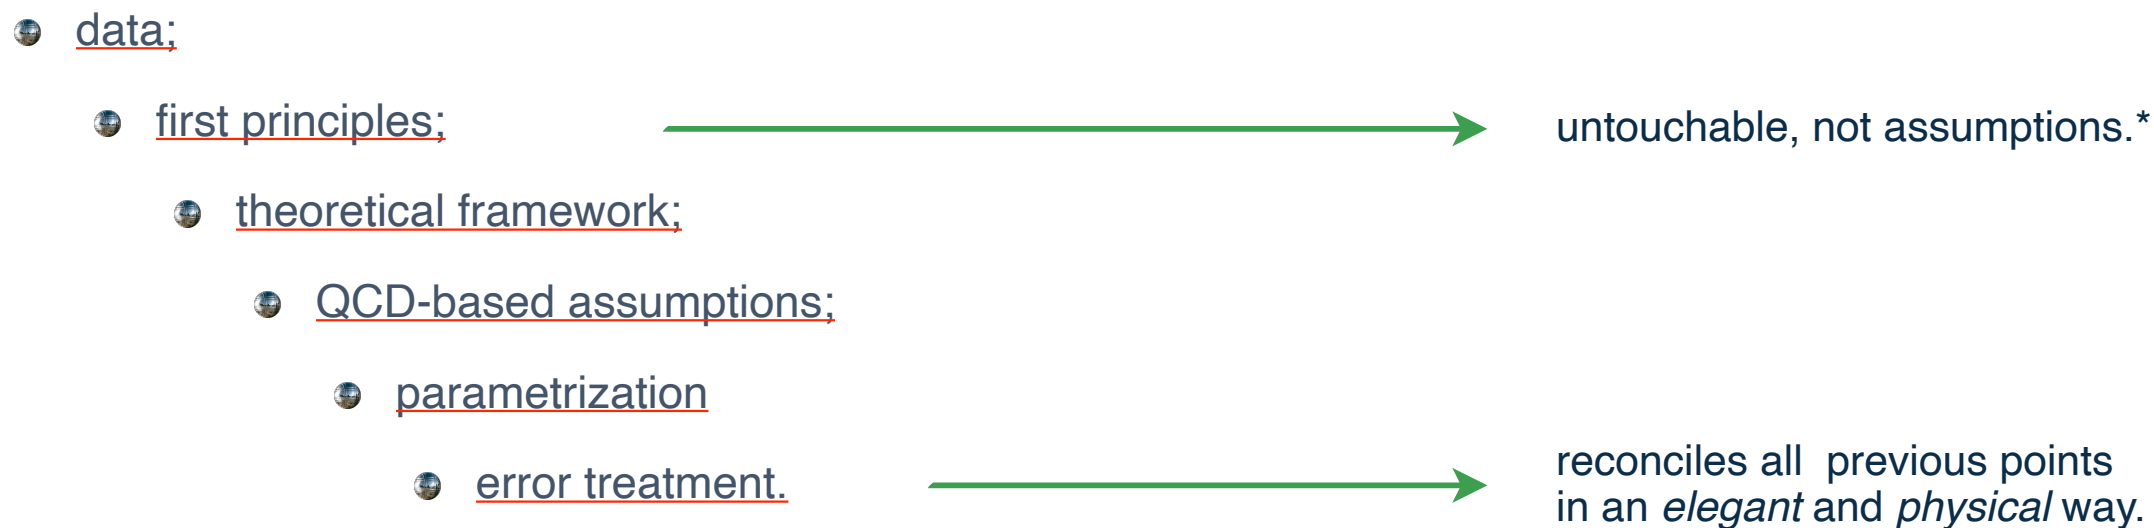 data;
first principles;
untouchable, not assumptions.*
theoretical framework;
QCD-based assumptions;
parametrization
error treatment.
reconciles all previous points
in an elegant and physical way.